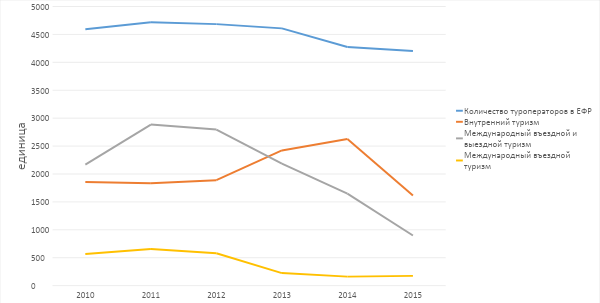 5000
4500
4000
3500
3000
2500
2000
1500
1000
500
0
единица
2010 2011 2012 2013 2014 2015
Количество туроператоров в ЕФР
Внутренний туризм
Международный въездной и
выездной туризм
Международный въездной
туризм